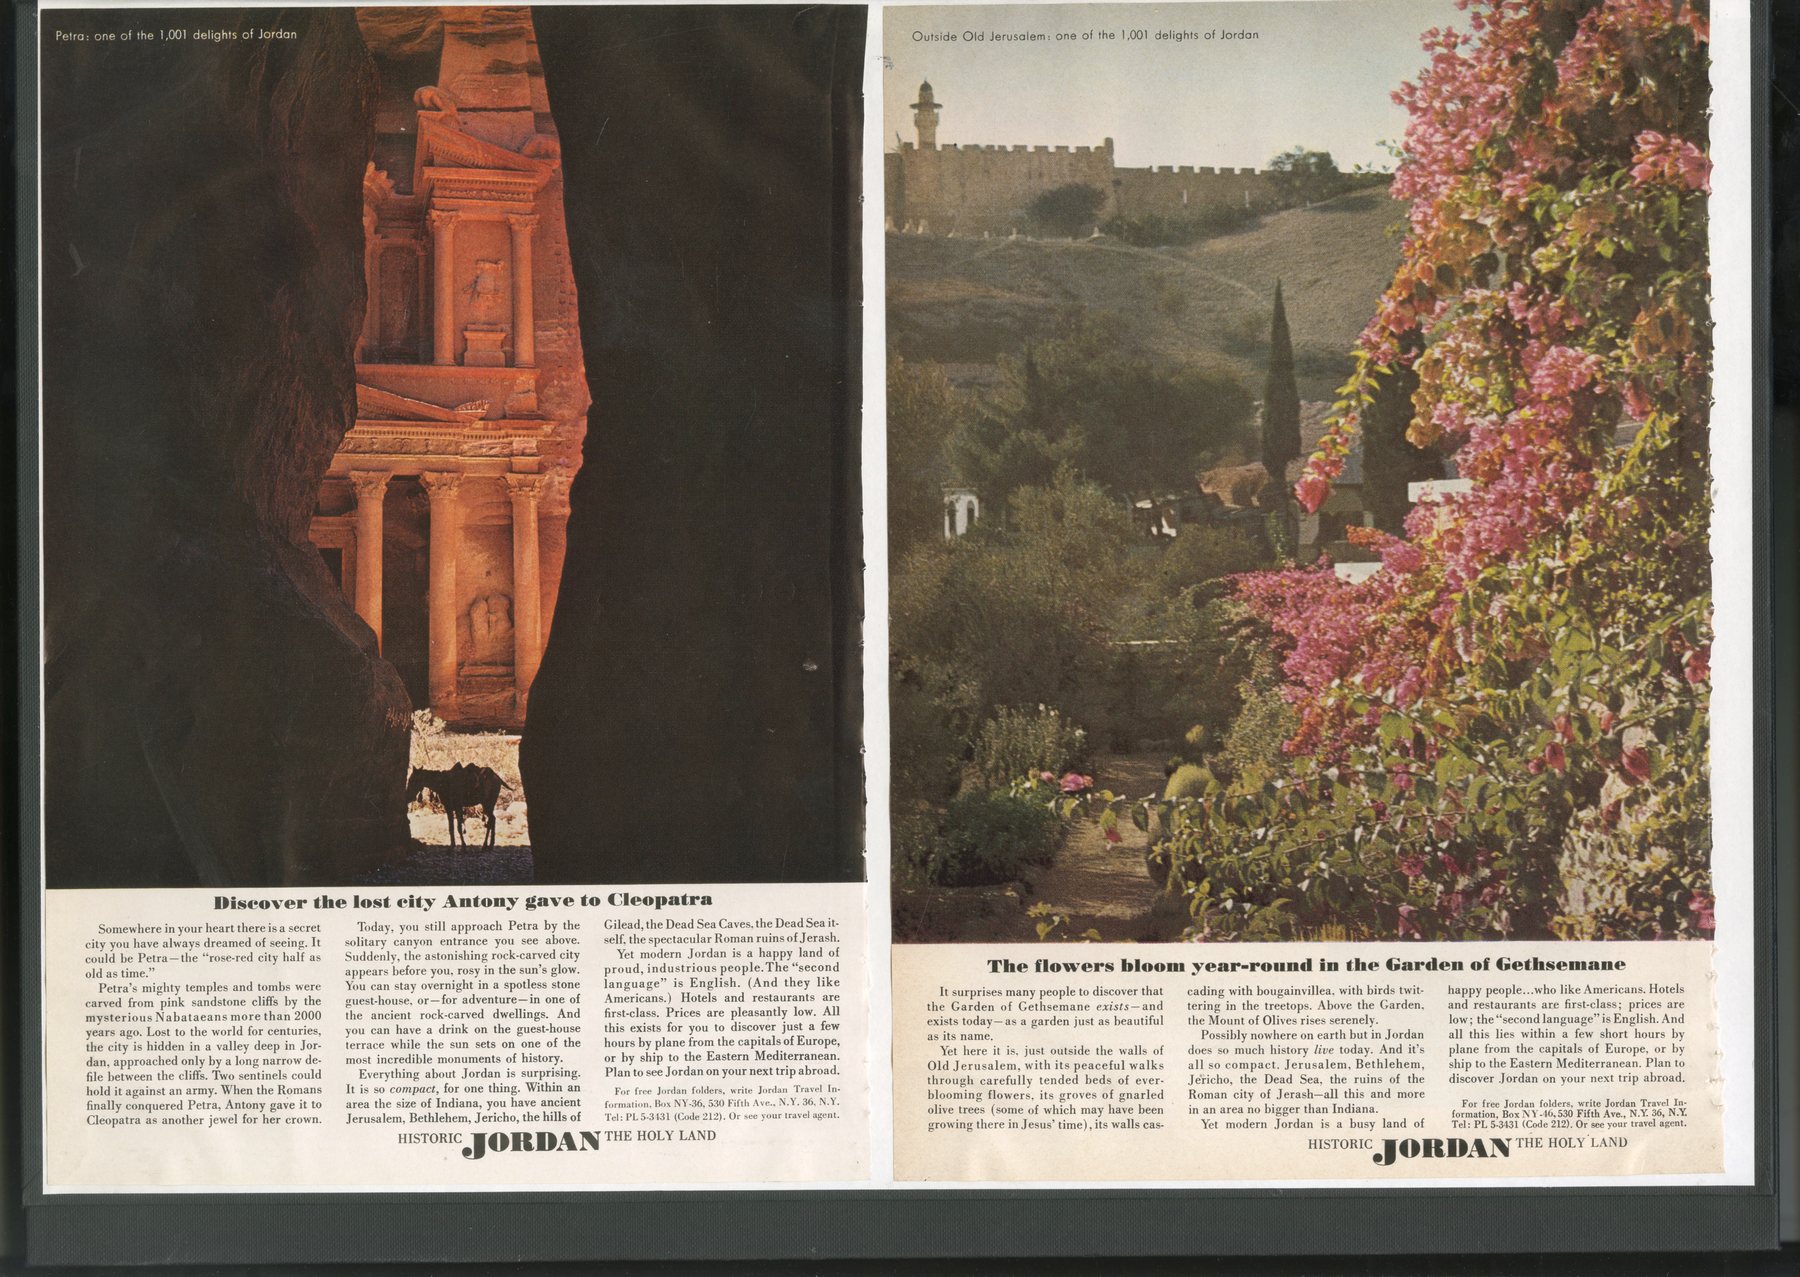 Petra: one of the 1,001 delights of Jordan
Discover the lost city Antony gave to Cleopatra
Somewhere in your heart there is a secret
city you have always dreamed of seeing. It
could be Petra—the “rose-red city half as
old as time.”
Petra's mighty temples and tombs were
carved from pink sandstone cliffs by the
mysterious Nabataeans more than 2000
years ago. Lost to the world for centuries,
the city is hidden in a valley deep in Jor-
dan, approached only by a long narrow de-
file between the cliffs. Two sentinels could
hold it against an army. When the Romans
finally conquered Petra, Antony gave it to
Cleopatra as another jewel for her crown.
Today, you still approach Petra by the
solitary canyon entrance you see above.
Suddenly, the astonishing rock-carved city
appears before you, rosy in the sun's glow.
You can stay overnight in a spotless stone
guest-house, or—for adventure—in one of
the ancient rock-carved dwellings. And
you can have a drink on the guest-house
terrace while the sun sets on one of the
most incredible monuments of history.
Everything about Jordan is surprising.
It is so compact, for one thing. Within an
area the size of Indiana, you have ancient
Jerusalem, Bethlehem, Jericho, the hills of
Gilead, the Dead Sea Caves, the Dead Sea it-
self, the spectacular Roman ruins of Jerash.
Yet modern Jordan is a happy land of
proud, industrious people. The “second
language” is English. (And they like
Americans.) Hotels and restaurants are
first-class. Prices are pleasantly low. All
this exists for you to discover just a few
hours by plane from the capitals of Europe,
or by ship to the Eastern Mediterranean.
Plan to see Jordan on your next trip abroad.
For free Jordan folders, write Jordan Travel In-
formation, Box NY-36, 530 Fifth Ave., N.Y. 36, N.Y.
Tel: PL 5-3431 (Code 212). Or see your travel agent.
HISTORIC JORDAN THE HOLY LAND
Outside Old Jerusalem: one of the 1,001 delights of Jordan
The flowers bloom year-round in the Garden of Gethsemane
It surprises many people to discover that
the Garden of Gethsemane exists—and
exists today—as a garden just as beautiful
as its name.
Yet here it is, just outside the walls of
Old Jerusalem, with its peaceful walks
through carefully tended beds of ever-
blooming flowers, its groves of gnarled
olive trees (some of which may have been
growing there in Jesus' time), its walls cas-
cading with bougainvillea, with birds twit-
tering in the treetops. Above the Garden,
the Mount of Olives rises serenely.
Possibly nowhere on earth but in Jordan
does so much history live today. And it's
all so compact. Jerusalem, Bethlehem,
Jericho, the Dead Sea, the ruins of the
Roman city of Jerash—all this and more
in an area no bigger than Indiana.
Yet modern Jordan is a busy land of
happy people...who like Americans. Hotels
and restaurants are first-class; prices are
low; the “second language” is English. And
all this lies within a few short hours by
plane from the capitals of Europe, or by
ship to the Eastern Mediterranean. Plan to
discover Jordan on your next trip abroad.
For free Jordan folders, write Jordan Travel In-
formation, Box NY-46, 530 Fifth Ave., N.Y. 36, N.Y.
Tel: PL 5-3431 (Code 212). Or see your travel agent.
HISTORIC JORDAN THE HOLY LAND